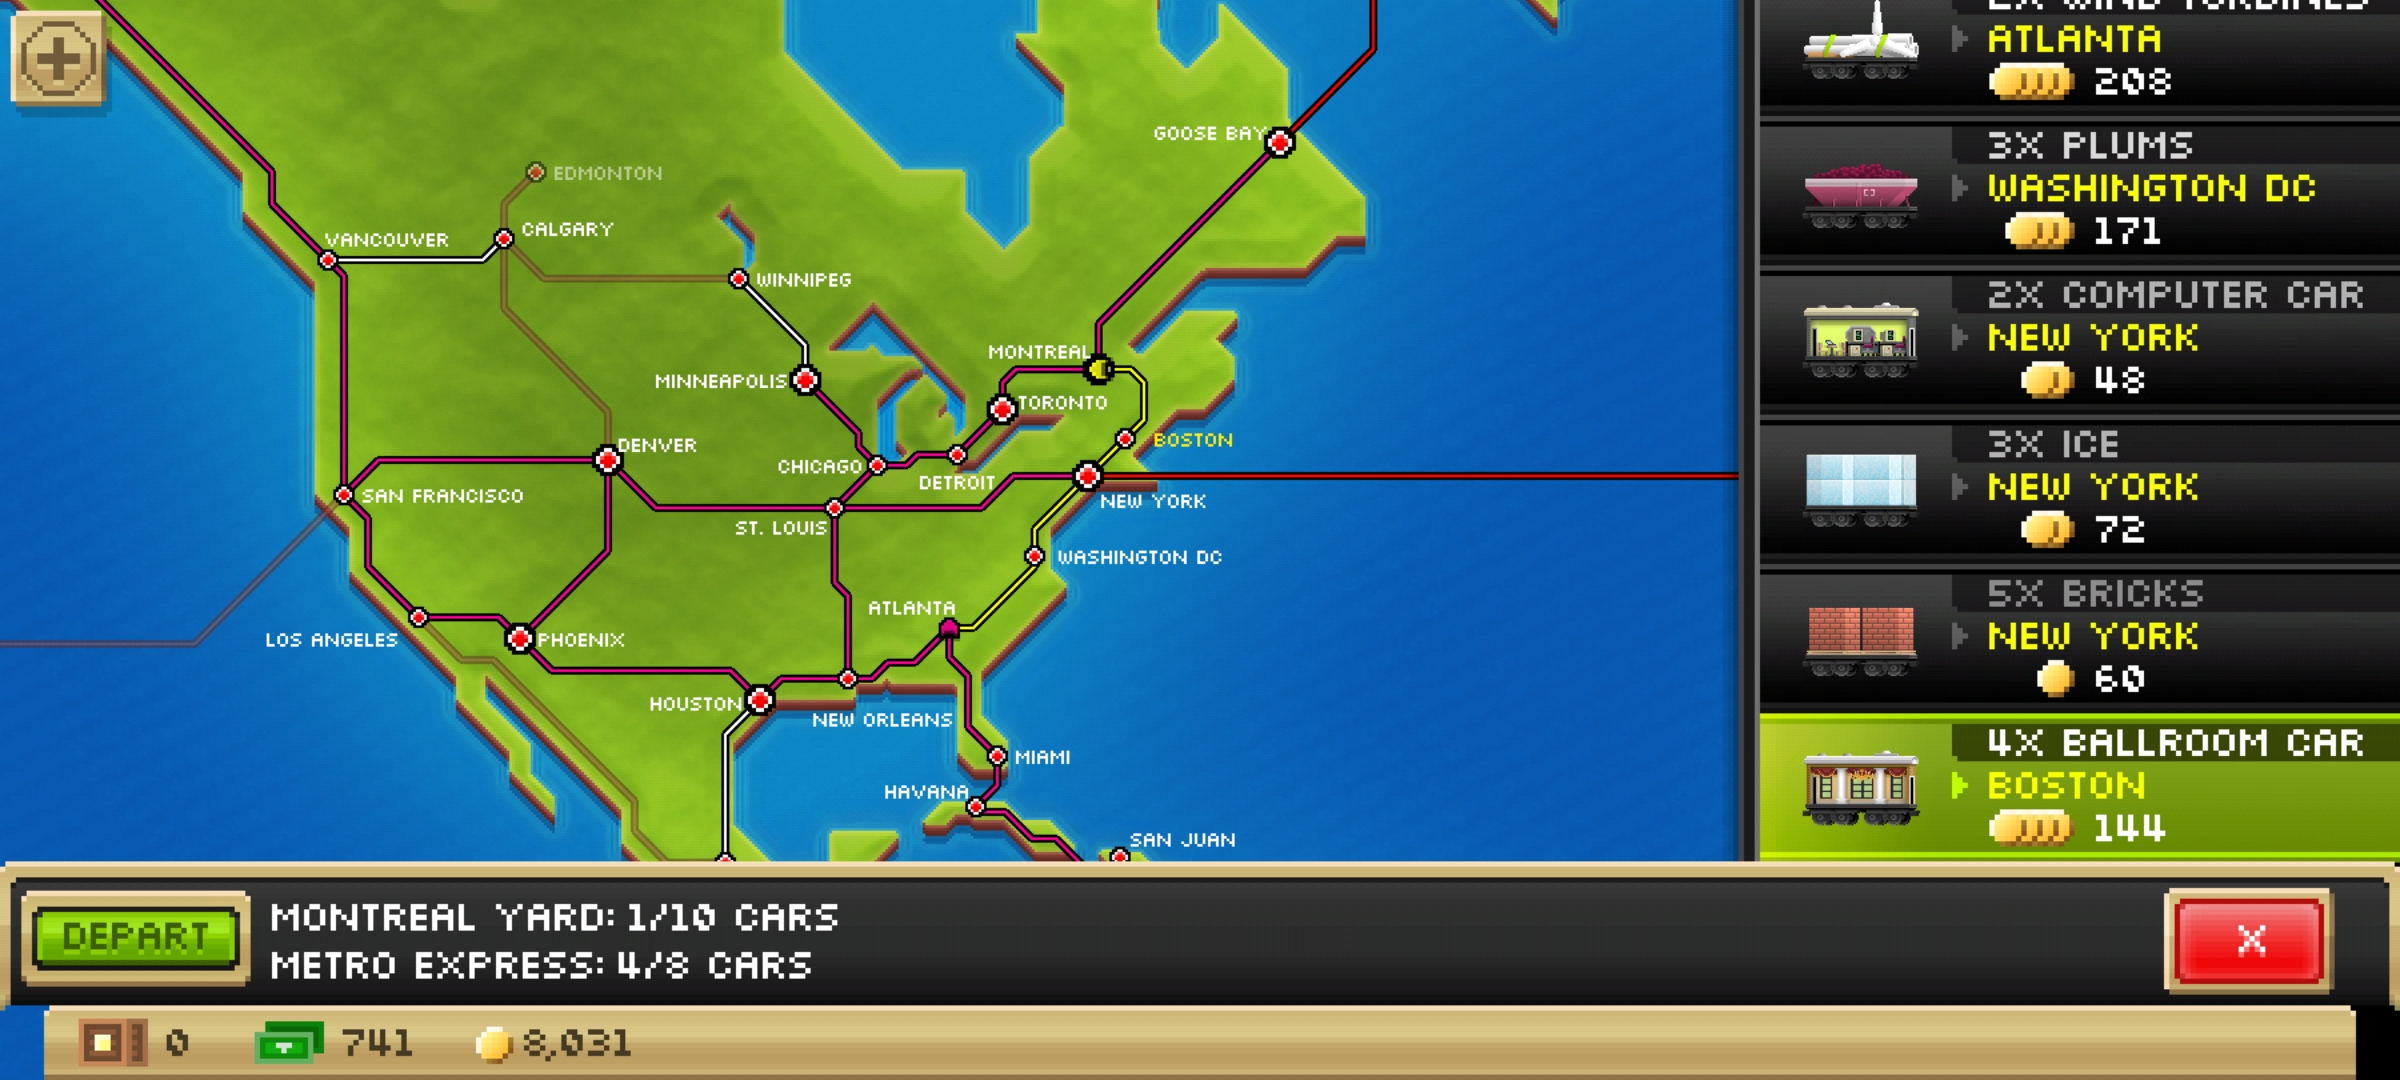 2X WIND TURBINES
ATLANTA
208
3X PLUMS
WASHINGTON DC
171
2X COMPUTER CAR
NEW YORK
48
3X ICE
NEW YORK
72
5X BRICKS
NEW YORK
60
4X BALLROOM CAR
BOSTON
144
GOOSE BAY
EDMONTON
CALGARY
VANCOUVER
WINNIPEG
MONTREAL
MINNEAPOLIS
TORONTO
BOSTON
DENVER
CHICAGO
DETROIT
SAN FRANCISCO
NEW YORK
ST. LOUIS
WASHINGTON DC
ATLANTA
LOS ANGELES
PHOENIX
HOUSTON
NEW ORLEANS
MIAMI
HAVANA
SAN JUAN
DEPART
MONTREAL YARD: 1/10 CARS
METRO EXPRESS: 4/8 CARS
X
0
741
8,031